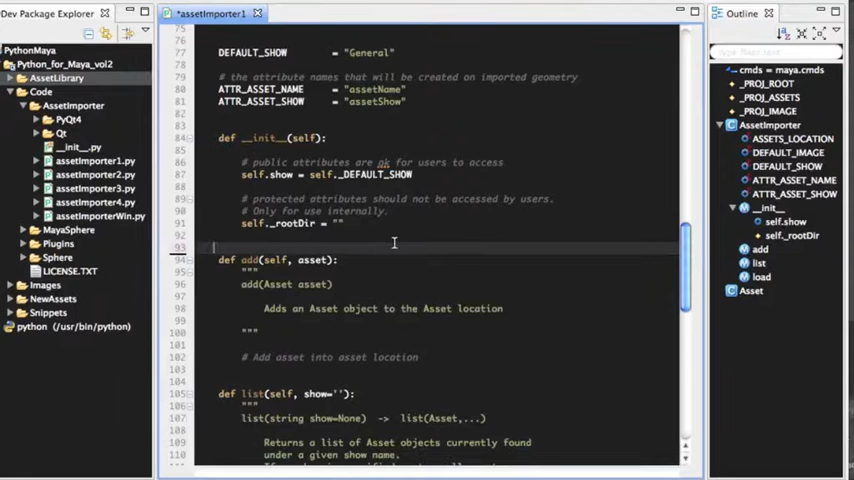 Dev Package Explorer
PythonMaya
Python_for_Maya_vol2
AssetLibrary
Code
AssetImporter
PyQt4
Qt
__init__.py
assetImporter1.py
assetImporter2.py
assetImporter3.py
assetImporter4.py
assetImporterWin.py
MayaSphere
Plugins
Sphere
LICENSE.TXT
Images
NewAssets
Snippets
python (/usr/bin/python)
*assetImporter1
75
76
77 DEFAULT_SHOW = "General"
78
79 # the attribute names that will be created on imported geometry
80 ATTR_ASSET_NAME = "assetName"
81 ATTR_ASSET_SHOW = "assetShow"
82
83
84 def __init__(self):
85
86 # public attributes are ok for users to access
87 self.show = self._DEFAULT_SHOW
88
89 # protected attributes should not be accessed by users.
90 # Only for use internally.
91 self._rootDir = ""
92
93
94 def add(self, asset):
95 """
96 add(Asset asset)
97
98 Adds an Asset object to the Asset location
99
100 """
101
102 # Add asset into asset location
103
104
105 def list(self, show=''):
106 """
107 list(string show=None) -> list(Asset,...)
108
109 Returns a list of Asset objects currently found
110 under a given show name.
Outline
type filter text
cmds = maya.cmds
_PROJ_ROOT
_PROJ_ASSETS
_PROJ_IMAGE
AssetImporter
ASSETS_LOCATION
DEFAULT_IMAGE
DEFAULT_SHOW
ATTR_ASSET_NAME
ATTR_ASSET_SHOW
__init__
self.show
self._rootDir
add
list
load
Asset